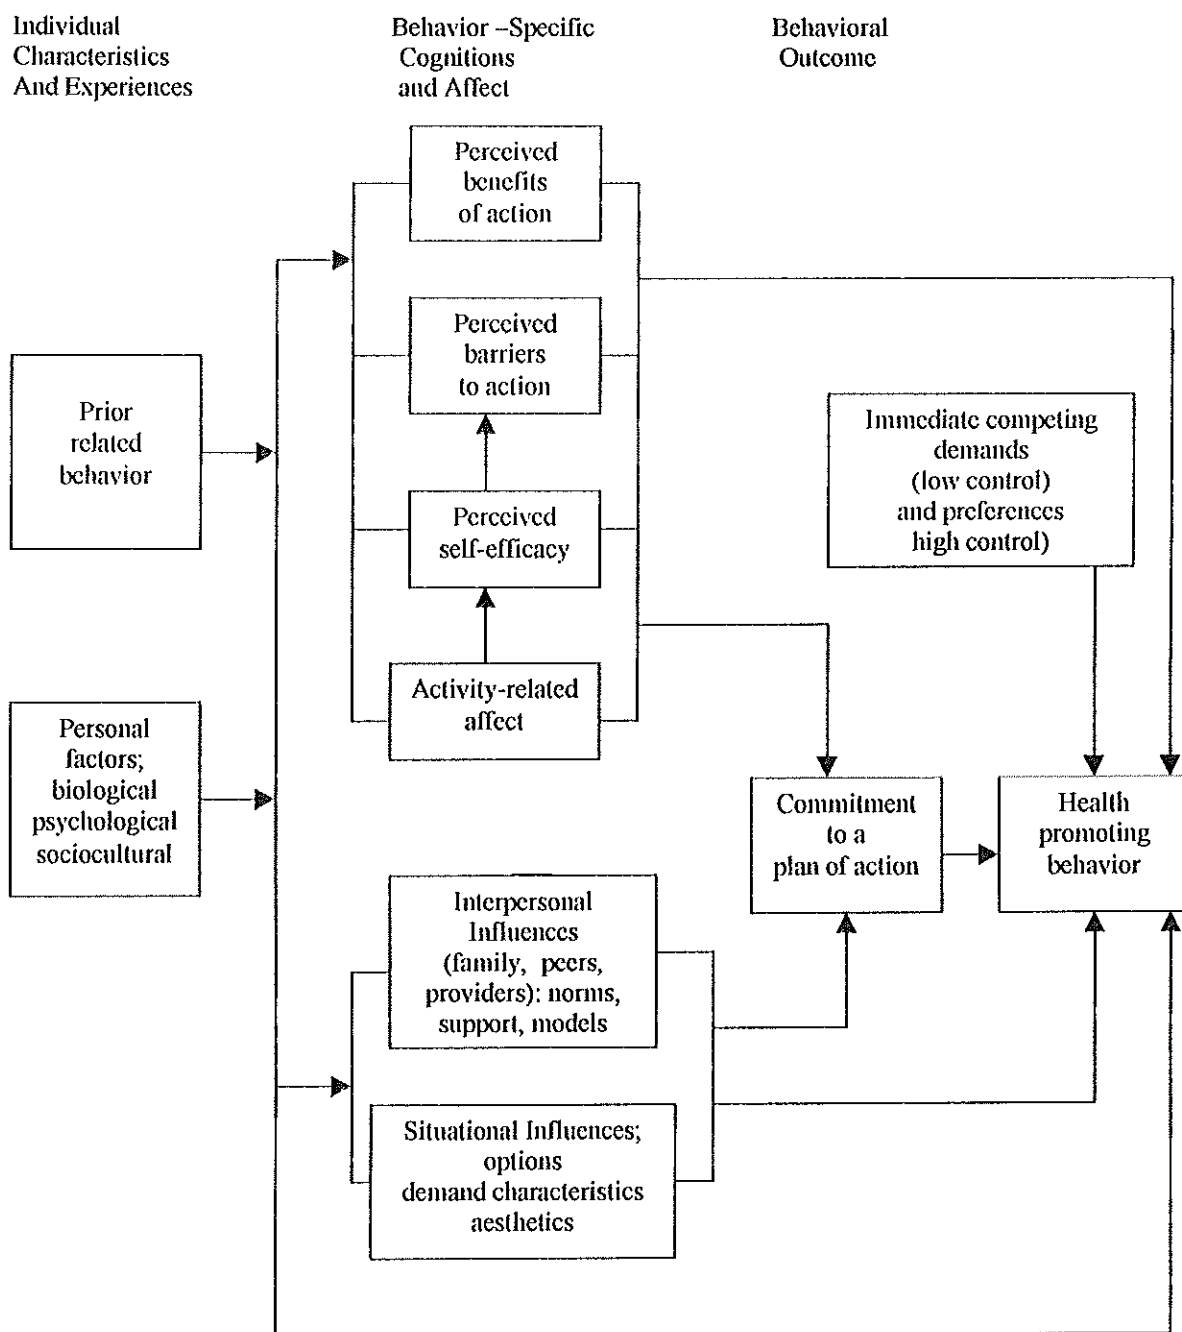 Individual
Characteristics
And Experiences
Behavior –Specific
Cognitions
and Affect
Behavioral
Outcome
Perceived
benefits
of action
Perceived
barriers
to action
Prior
related
behavior
Immediate competing
demands
(low control)
and preferences
high control)
Perceived
self-efficacy
Activity-related
affect
Personal
factors;
biological
psychological
sociocultural
Commitment
to a
plan of action
Health
promoting
behavior
Interpersonal
Influences
(family, peers,
providers): norms,
support, models
Situational Influences;
options
demand characteristics
aesthetics